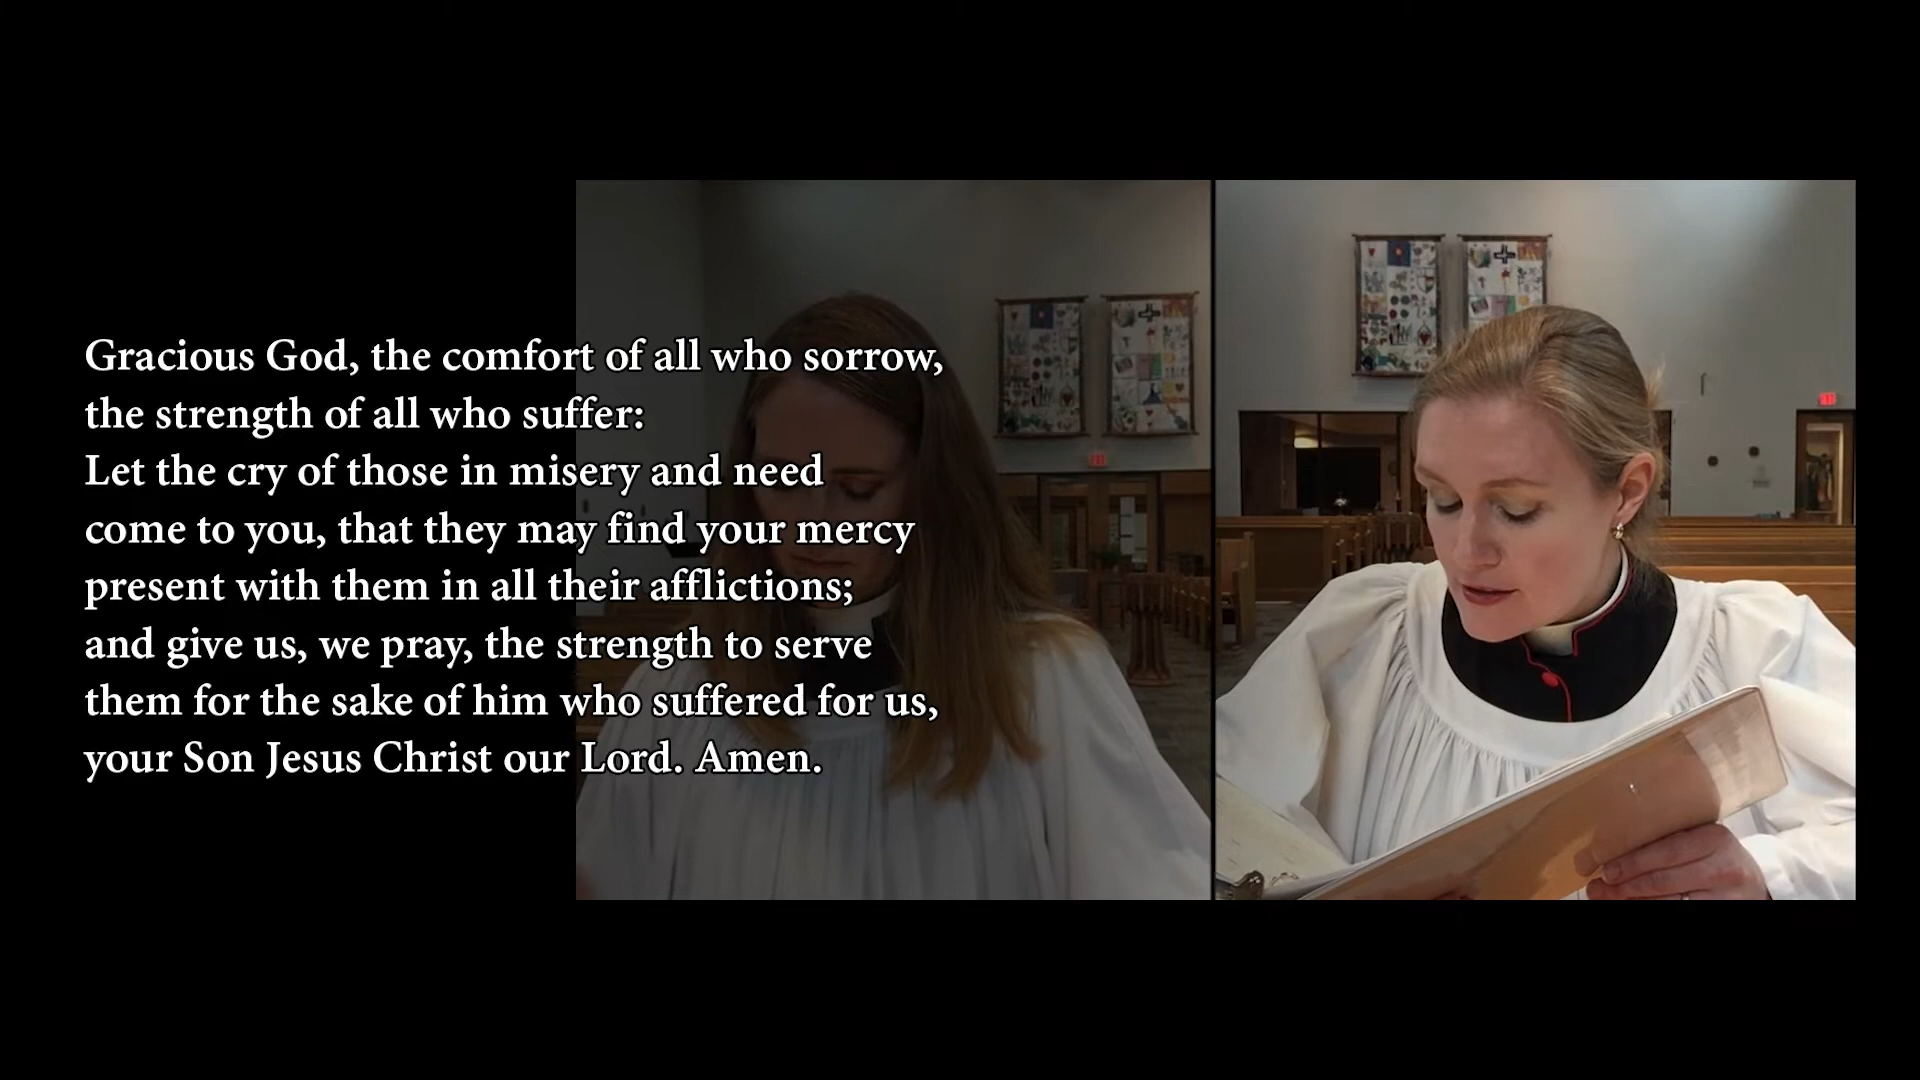 Gracious God, the comfort of all who sorrow,
the strength of all who suffer:
Let the cry of those in misery and need
come to you, that they may find your mercy
present with them in all their afflictions;
and give us, we pray, the strength to serve
them for the sake of him who suffered for us,
your Son Jesus Christ our Lord. Amen.